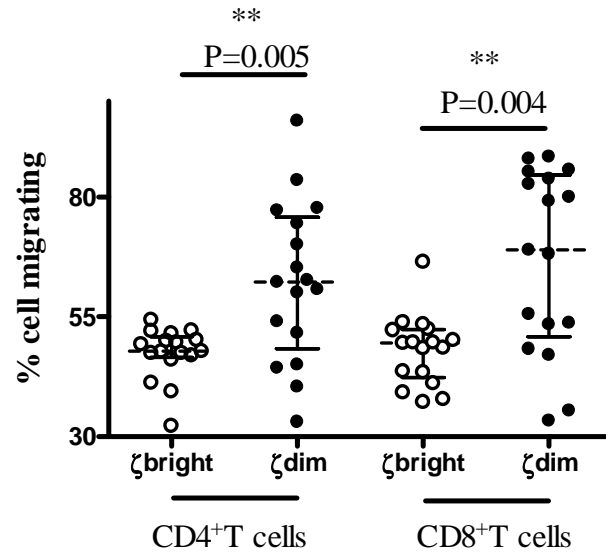 **
P=0.005
**
P=0.004
% cell migrating
80
55
30
ζbright ζdim ζbright ζdim
CD4⁺T cells CD8⁺T cells